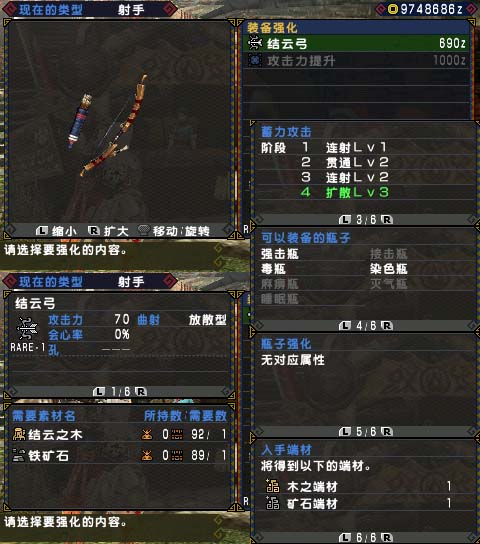 现在的类型 射手
9748686z
装备强化
结云弓 690z
攻击力提升 1000z
L 缩小 R 扩大 移动/旋转
请选择要强化的内容。
蓄力攻击
阶段 1 连射Lv1
2 贯通Lv2
3 连射Lv2
4 扩散Lv3
L 3/6 R
可以装备的瓶子
强击瓶 接击瓶
毒瓶 染色瓶
麻痹瓶 灭气瓶
睡眠瓶
L 4/6 R
现在的类型 射手
结云弓
攻击力 70 曲射 放散型
会心率 0%
RARE-1 孔 ---
L 1/6 R
需要素材名 所持数/需要数
结云之木 0 92/ 1
铁矿石 0 89/ 1
请选择要强化的内容。
瓶子强化
无对应属性
L 5/6 R
入手端材
将得到以下的端材。
木之端材 1
矿石端材 1
L 6/6 R